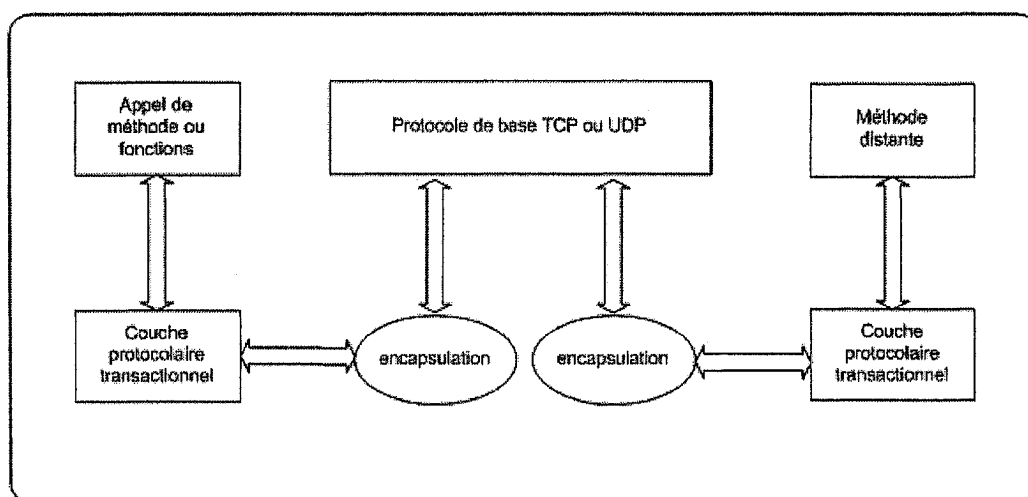 Appel de
méthode ou
fonctions
Protocole de base TCP ou UDP
Méthode
distante
Couche
protocolaire
transactionnel
encapsulation
encapsulation
Couche
protocolaire
transactionnel